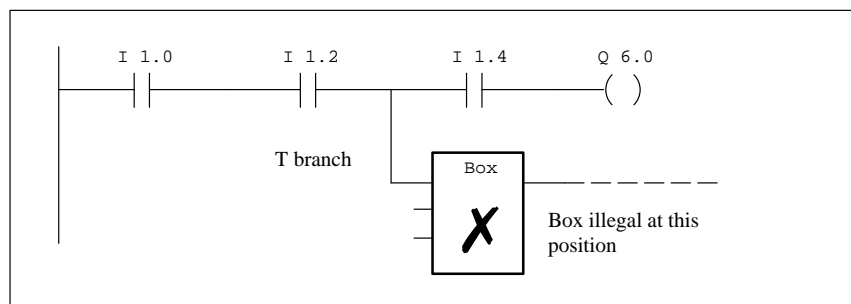 I 1.0 I 1.2 I 1.4 Q 6.0
T branch
Box
Box illegal at this
position